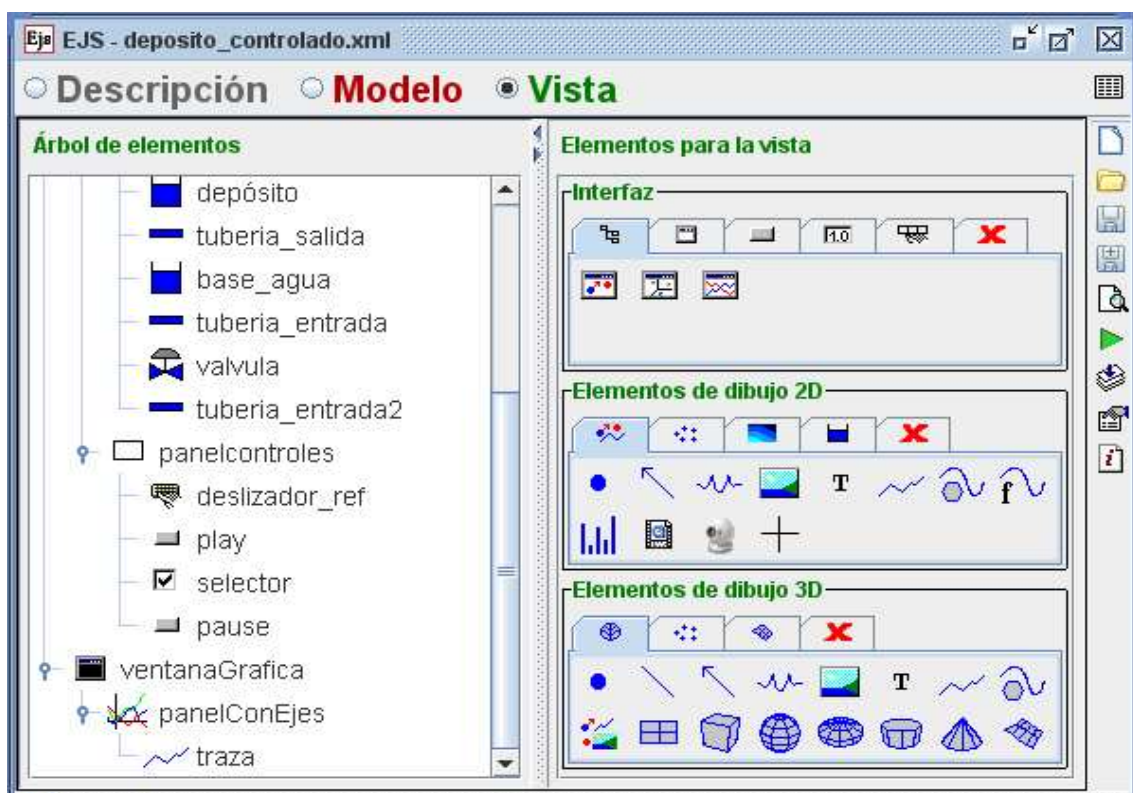 Ejs EJS - deposito_controlado.xml
Descripción Modelo Vista
Árbol de elementos
depósito
tuberia_salida
base_agua
tuberia_entrada
valvula
tuberia_entrada2
panelcontroles
deslizador_ref
play
selector
pause
ventanaGrafica
panelConEjes
traza
Elementos para la vista
Interfaz
1.0
Elementos de dibujo 2D
T
f
Elementos de dibujo 3D
T
i